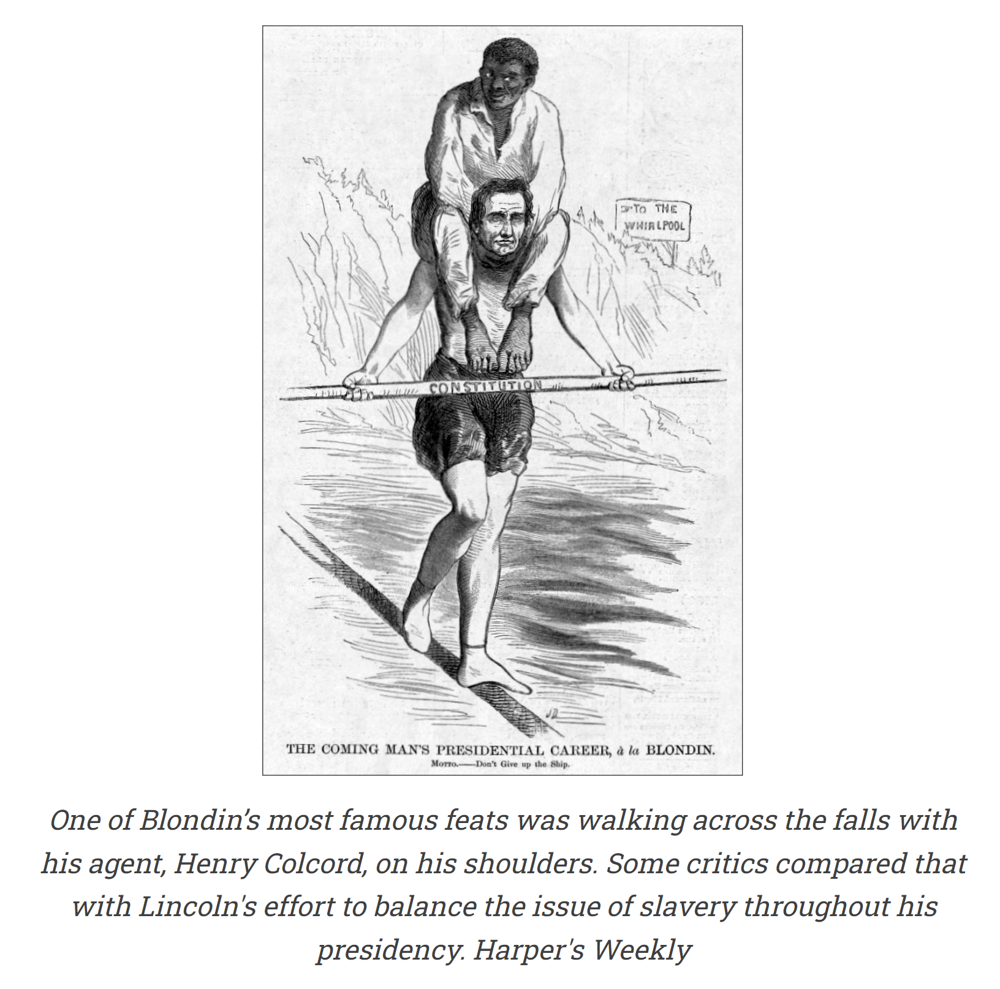 ☞TO THE
WHIRLPOOL
CONSTITUTION
JD
THE COMING MAN'S PRESIDENTIAL CAREER, à la BLONDIN.
Motto.——Don't Give up the Ship.
One of Blondin’s most famous feats was walking across the falls with
his agent, Henry Colcord, on his shoulders. Some critics compared that
with Lincoln's effort to balance the issue of slavery throughout his
presidency. Harper's Weekly